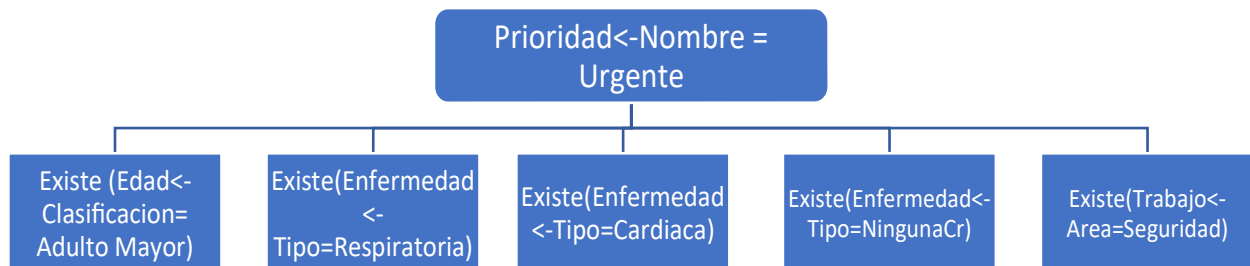 Prioridad<-Nombre =
Urgente
Existe (Edad<-
Clasificacion=
Adulto Mayor)
Existe(Enfermedad
<-
Tipo=Respiratoria)
Existe(Enfermedad
<-Tipo=Cardiaca)
Existe(Enfermedad<-
Tipo=NingunaCr)
Existe(Trabajo<-
Area=Seguridad)